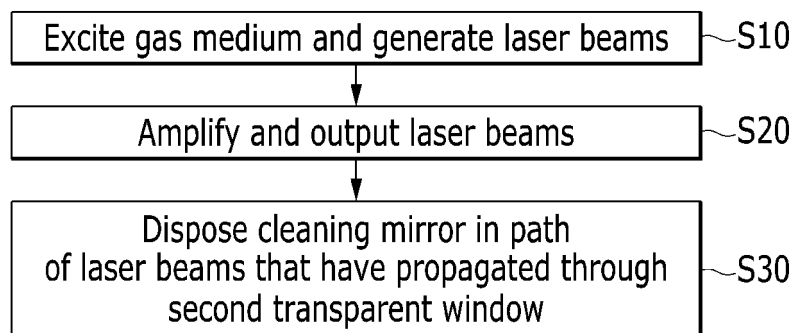 Excite gas medium and generate laser beams S10
Amplify and output laser beams S20
Dispose cleaning mirror in path
of laser beams that have propagated through S30
second transparent window